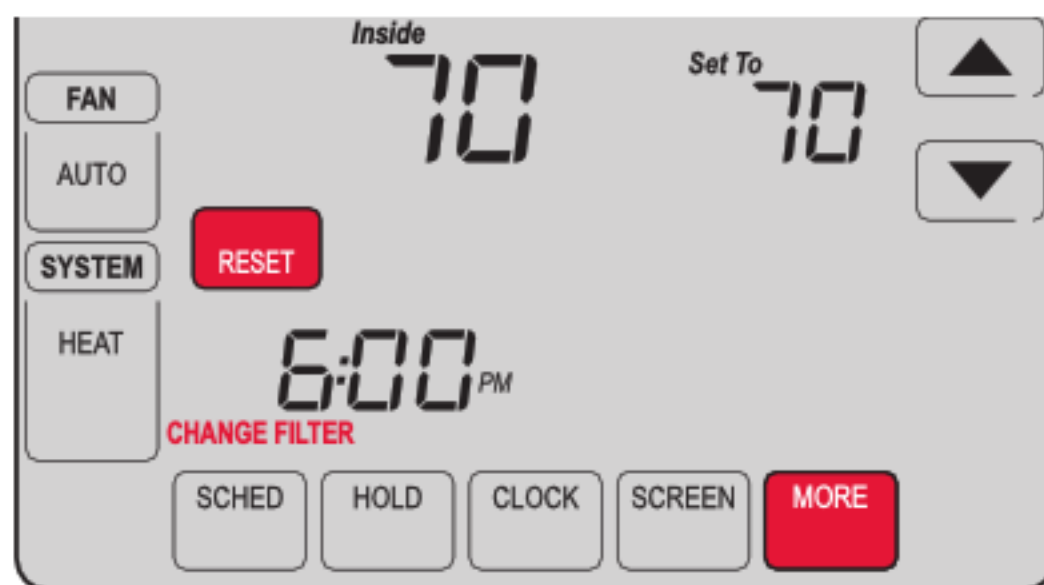 Inside
70
Set To
70
FAN
AUTO
RESET
SYSTEM
HEAT
6:00 PM
CHANGE FILTER
SCHED HOLD CLOCK SCREEN MORE